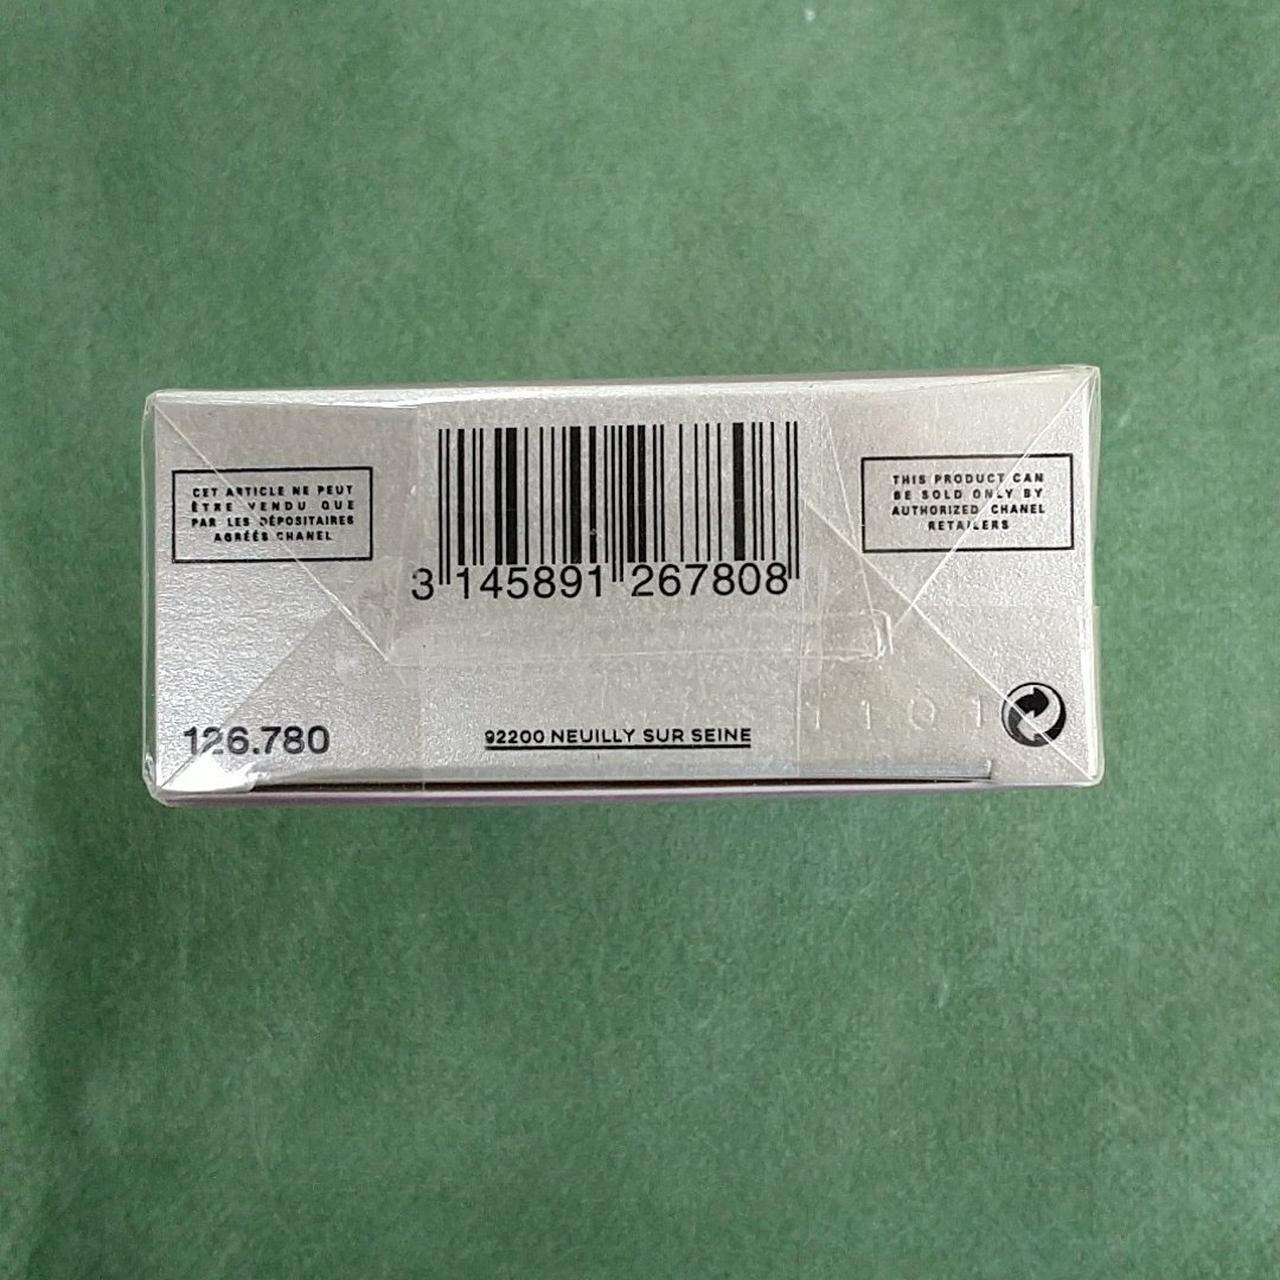 CET ARTICLE NE PEUT
ÊTRE VENDU QUE
PAR LES DÉPOSITAIRES
AGRÉÉS CHANEL
3 145891 267808
THIS PRODUCT CAN
BE SOLD ONLY BY
AUTHORIZED CHANEL
RETAILERS
126.780
92200 NEUILLY SUR SEINE
1101